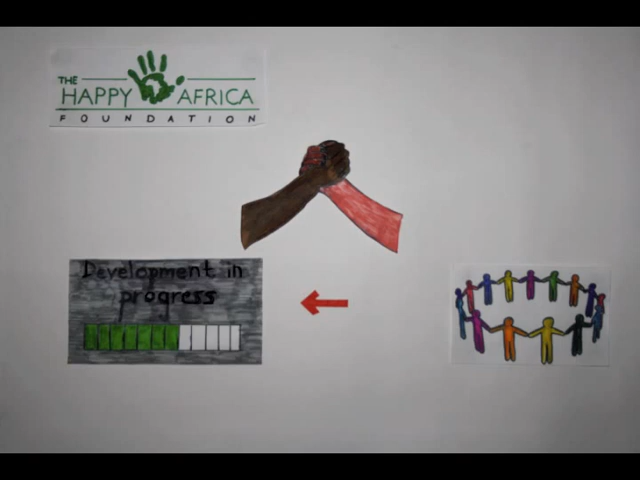 THE
HAPPY AFRICA
FOUNDATION
Development in
progress